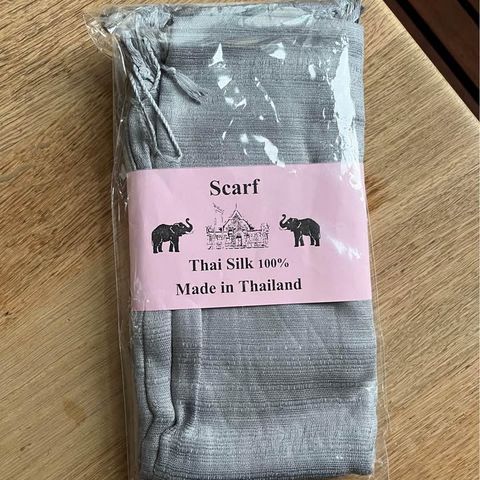 Scarf
Thai Silk 100%
Made in Thailand